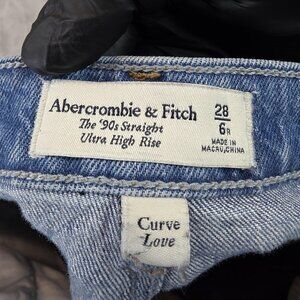 Abercrombie & Fitch
The '90s Straight
Ultra High Rise
28
6R
MADE IN
MACAU, CHINA
Curve
Love